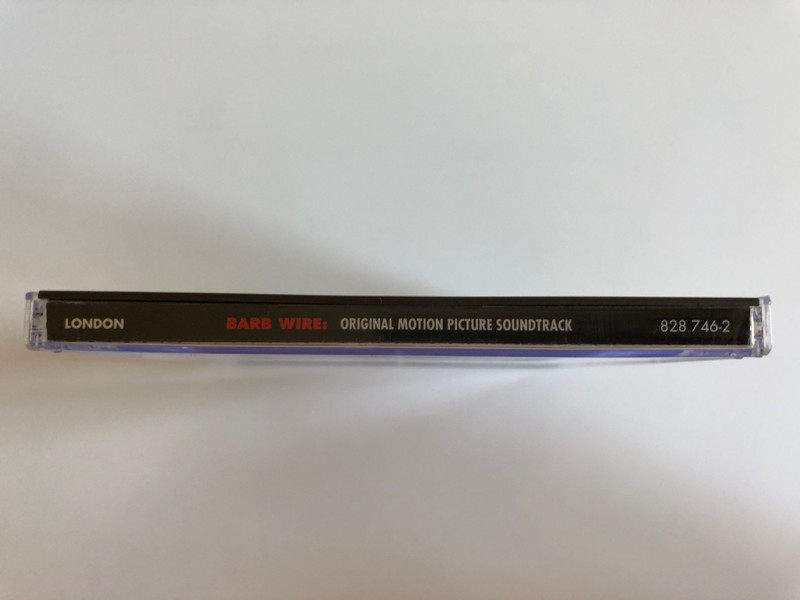 LONDON BARB WIRE: ORIGINAL MOTION PICTURE SOUNDTRACK 828 746-2